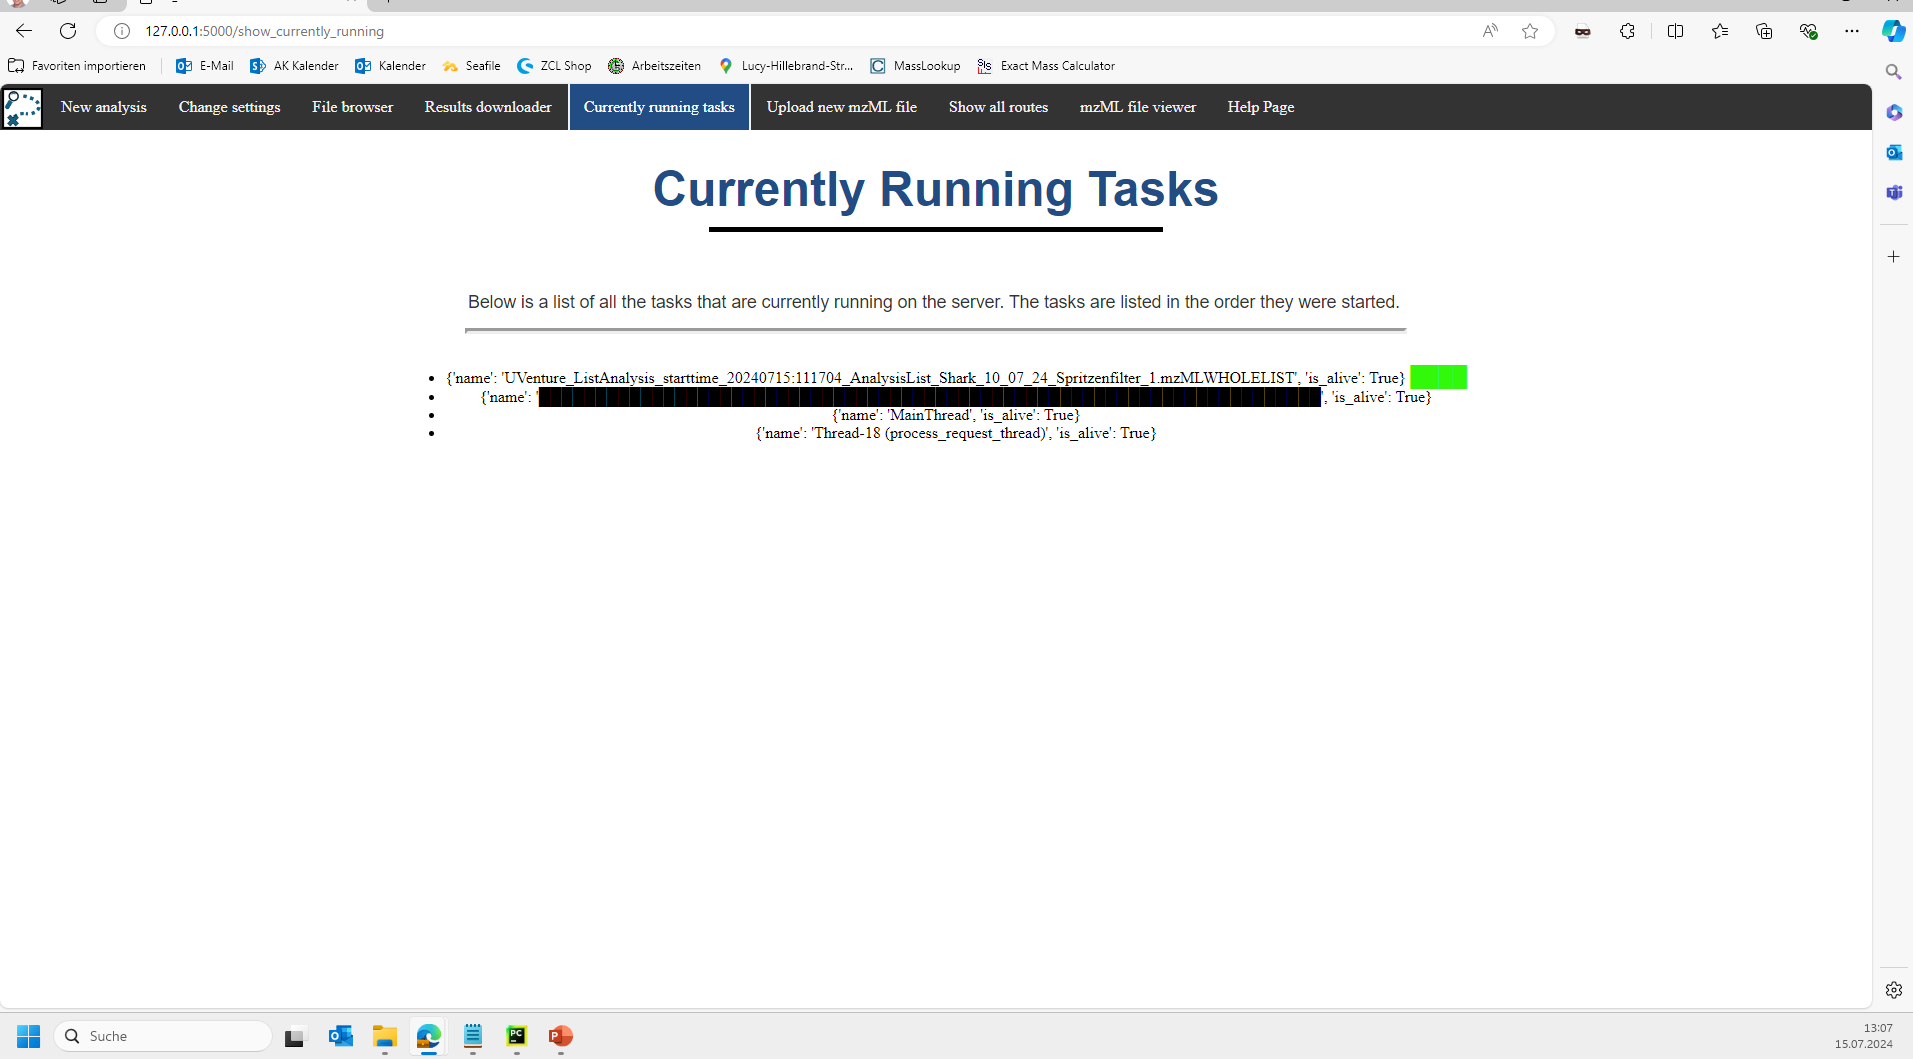 127.0.0.1:5000/show_currently_running
Favoriten importieren E-Mail AK Kalender Kalender Seafile ZCL Shop Arbeitszeiten Lucy-Hillebrand-Str... MassLookup Exact Mass Calculator
New analysis Change settings File browser Results downloader Currently running tasks Upload new mzML file Show all routes mzML file viewer Help Page
Currently Running Tasks
Below is a list of all the tasks that are currently running on the server. The tasks are listed in the order they were started.
{'name': 'UVenture_ListAnalysis_starttime_20240715:111704_AnalysisList_Shark_10_07_24_Spritzenfilter_1.mzMLWHOLELIST', 'is_alive': True}
{'name': ' ', 'is_alive': True}
{'name': 'MainThread', 'is_alive': True}
{'name': 'Thread-18 (process_request_thread)', 'is_alive': True}
Suche
13:07
15.07.2024